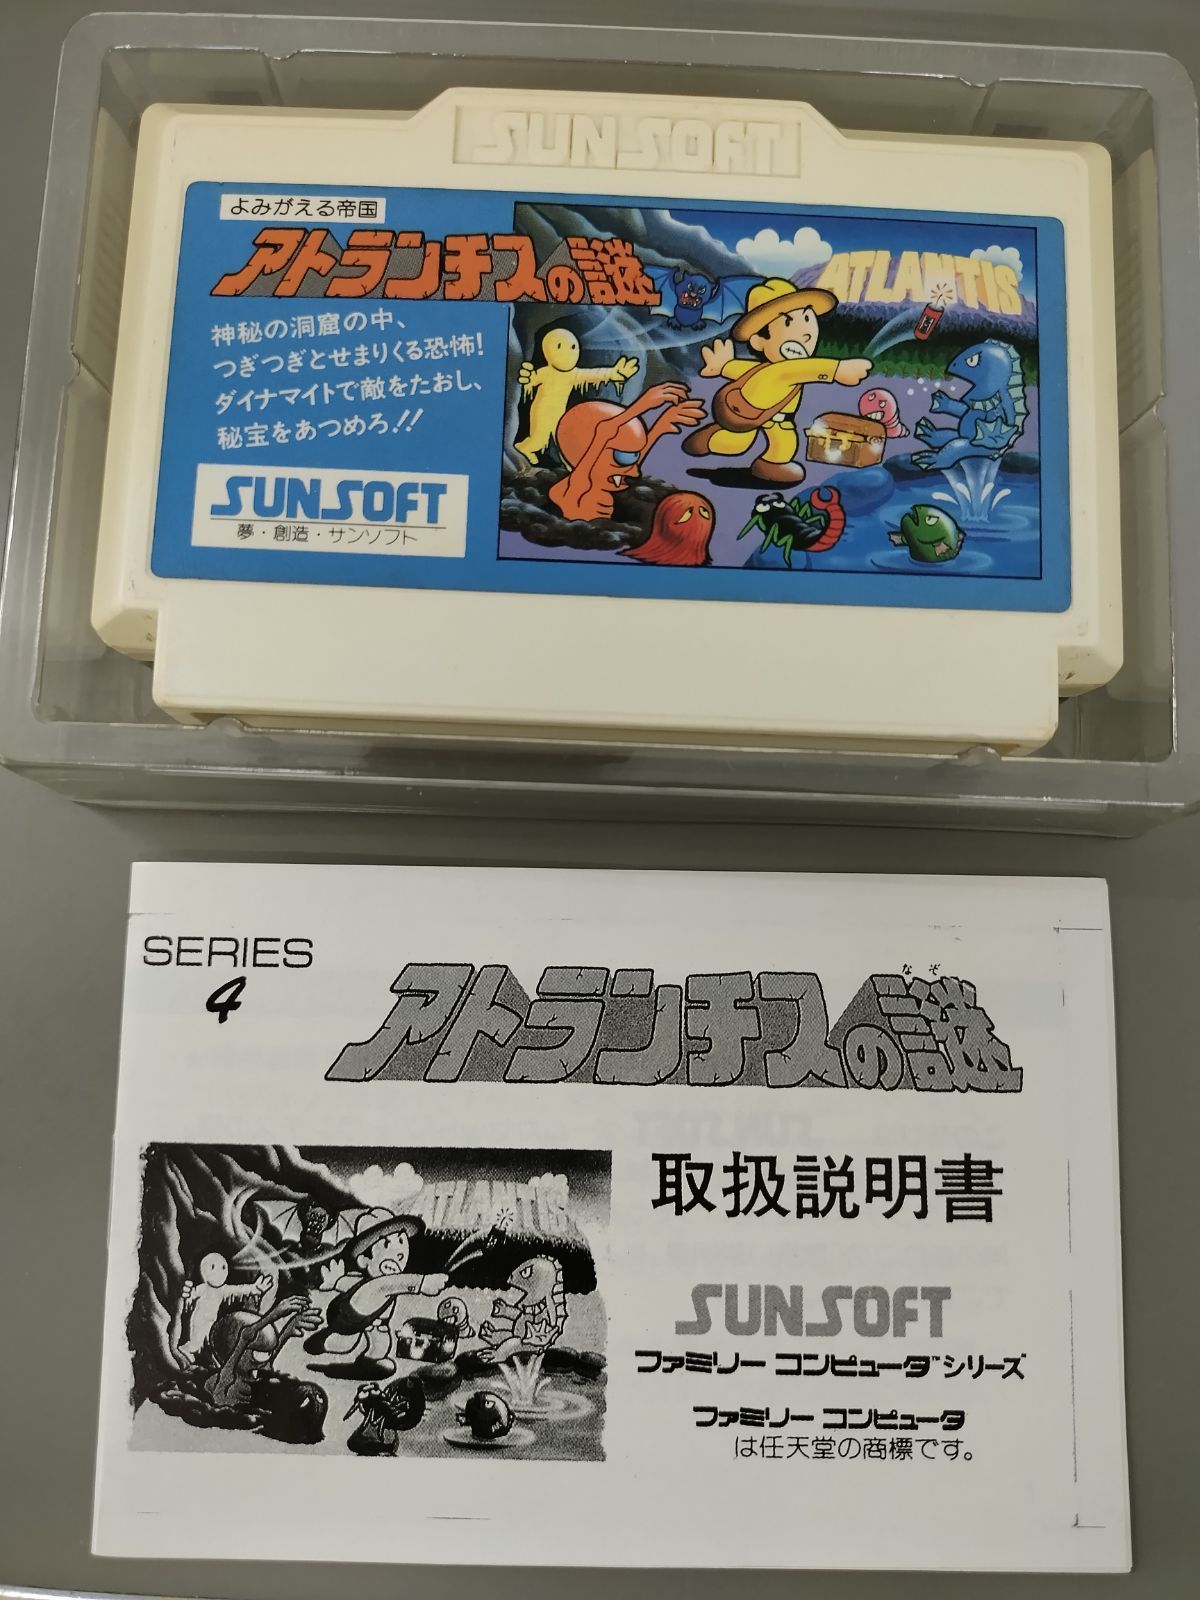 SUNSOFT
よみがえる帝国
アトランチスの謎
神秘の洞窟の中、
つぎつぎとせまりくる恐怖!
ダイナマイトで敵をたおし、
秘宝をあつめろ!!
SUNSOFT
夢・創造・サンソフト
ATLANTIS
SERIES
4
なぞ
アトランチスの謎
ATLANTIS
取扱説明書
SUNSOFT
ファミリー コンピュータ™シリーズ
ファミリー コンピュータ
は任天堂の商標です。